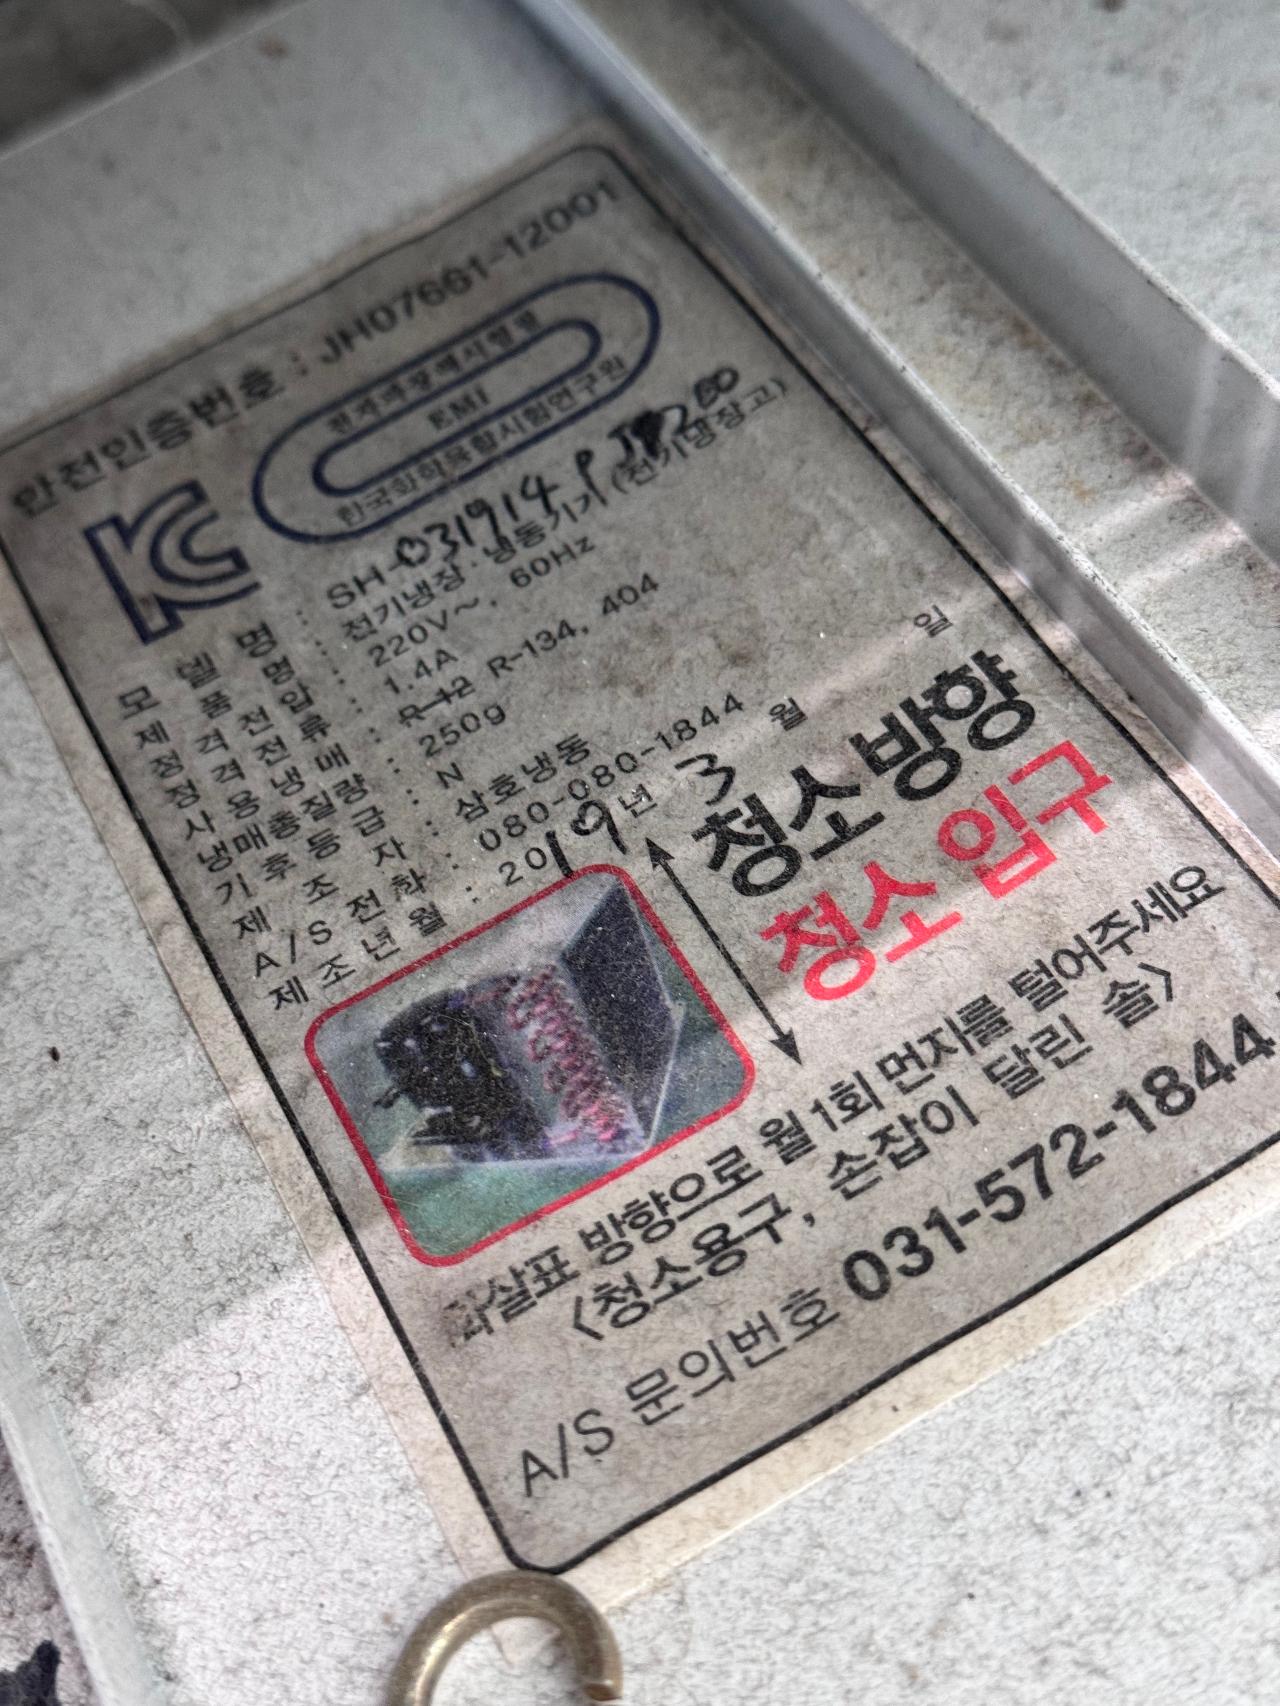 안전인증번호 : JH07661-12001
전자파장해시험필
EMI
한국화학융합시험연구원
모델명 : SH-031914
제품명 : 전기냉장·냉동기기 (전기냉장고)
정격전압 : 220V~, 60Hz
정격전류 : 1.4A
사용냉매 : R-12 R-134, 404
냉매총질량 : 250g
기후등급 : N
제조자 : 삼호냉동
A/S 전화 : 080-080-1844
제조년월 : 2019년 3월 일
청소방향
청소 입구
화살표 방향으로 월1회 먼지를 털어주세요
<청소용구, 손잡이 달린 솔>
A/S 문의번호 031-572-1844